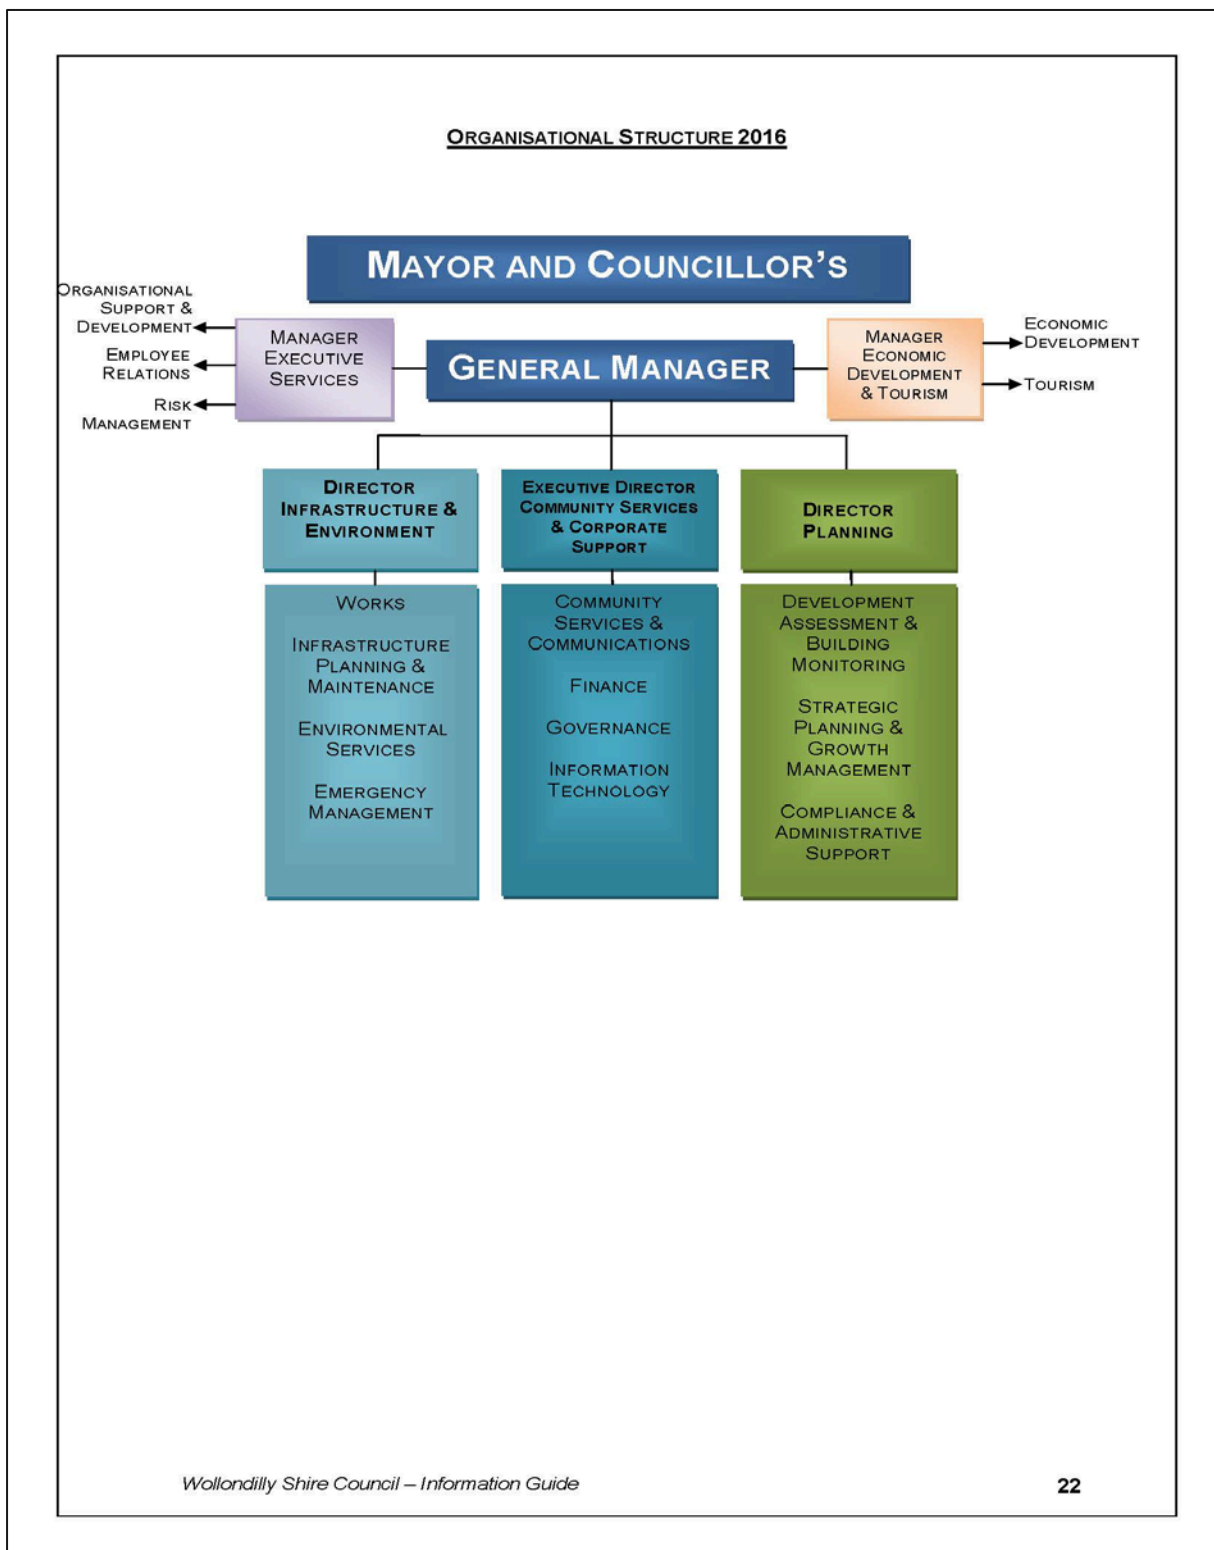 ORGANISATIONAL STRUCTURE 2016
MAYOR AND COUNCILLOR'S
ORGANISATIONAL
SUPPORT &
DEVELOPMENT
EMPLOYEE
RELATIONS
RISK
MANAGEMENT
MANAGER
EXECUTIVE
SERVICES
GENERAL MANAGER
MANAGER
ECONOMIC
DEVELOPMENT
& TOURISM
ECONOMIC
DEVELOPMENT
TOURISM
DIRECTOR
INFRASTRUCTURE &
ENVIRONMENT
EXECUTIVE DIRECTOR
COMMUNITY SERVICES
& CORPORATE
SUPPORT
DIRECTOR
PLANNING
WORKS
INFRASTRUCTURE
PLANNING &
MAINTENANCE
ENVIRONMENTAL
SERVICES
EMERGENCY
MANAGEMENT
COMMUNITY
SERVICES &
COMMUNICATIONS
FINANCE
GOVERNANCE
INFORMATION
TECHNOLOGY
DEVELOPMENT
ASSESSMENT &
BUILDING
MONITORING
STRATEGIC
PLANNING &
GROWTH
MANAGEMENT
COMPLIANCE &
ADMINISTRATIVE
SUPPORT
Wollondilly Shire Council – Information Guide
22